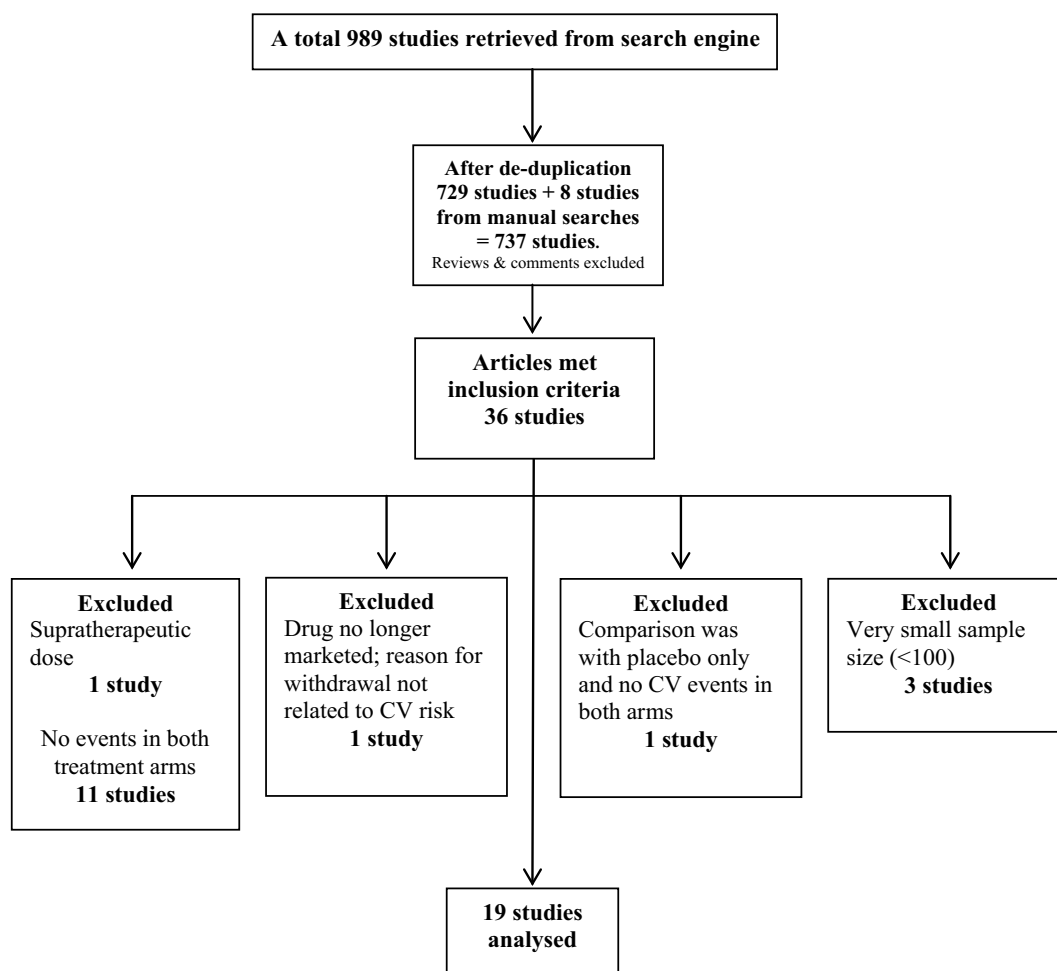 A total 989 studies retrieved from search engine
After de-duplication
729 studies + 8 studies
from manual searches
= 737 studies.
Reviews & comments excluded
Articles met
inclusion criteria
36 studies
Excluded
Supratherapeutic
dose
1 study
No events in both
treatment arms
11 studies
Excluded
Drug no longer
marketed; reason for
withdrawal not
related to CV risk
1 study
Excluded
Comparison was
with placebo only
and no CV events in
both arms
1 study
Excluded
Very small sample
size (<100)
3 studies
19 studies
analysed